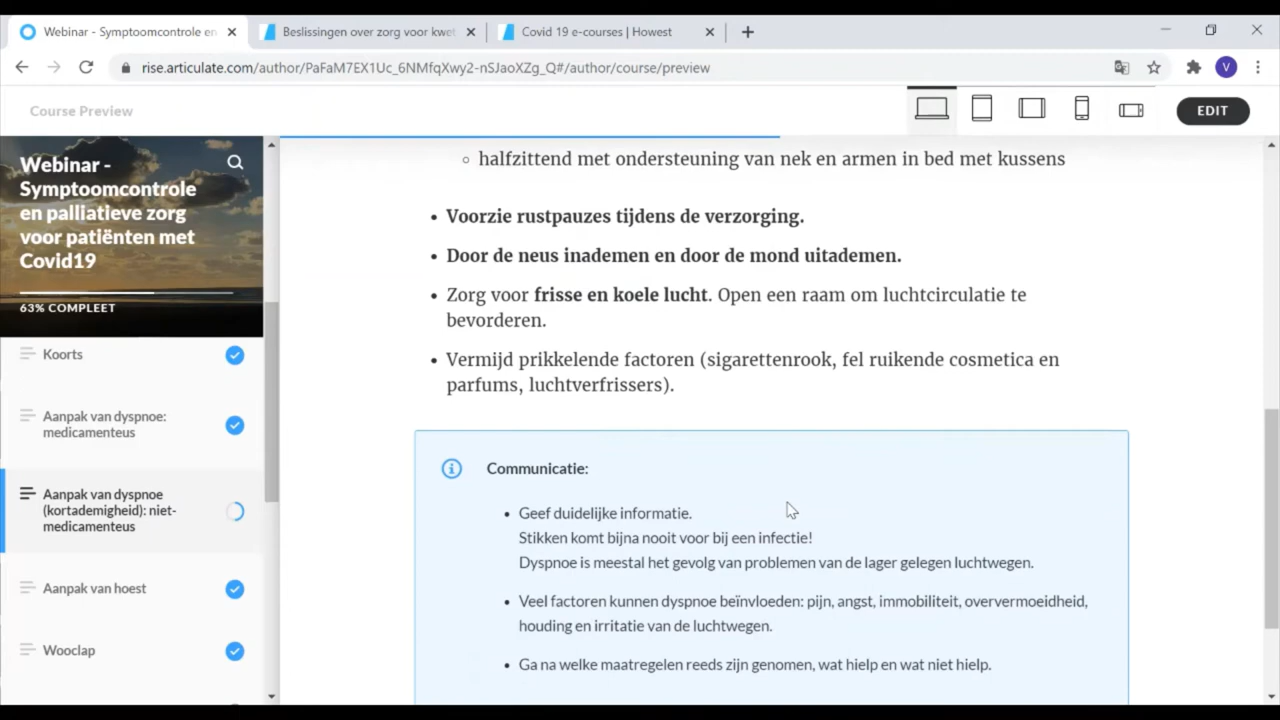 Webinar - Symptoomcontrole en
Beslissingen over zorg voor kwet
Covid 19 e-courses | Howest
rise.articulate.com/author/PaFaM7EX1Uc_6NMfqXwy2-nSJaoXZg_Q#/author/course/preview
V
Course Preview
EDIT
Webinar -
Symptoomcontrole
en palliatieve zorg
voor patiënten met
Covid19
63% COMPLEET
Koorts
Aanpak van dyspnoe:
medicamenteus
Aanpak van dyspnoe
(kortademigheid): niet-
medicamenteus
Aanpak van hoest
Wooclap
halfzittend met ondersteuning van nek en armen in bed met kussens
Voorzie rustpauzes tijdens de verzorging.
Door de neus inademen en door de mond uitademen.
Zorg voor frisse en koele lucht. Open een raam om luchtcirculatie te
bevorderen.
Vermijd prikkelende factoren (sigarettenrook, fel ruikende cosmetica en
parfums, luchtverfrissers).
Communicatie:
Geef duidelijke informatie.
Stikken komt bijna nooit voor bij een infectie!
Dyspnoe is meestal het gevolg van problemen van de lager gelegen luchtwegen.
Veel factoren kunnen dyspnoe beïnvloeden: pijn, angst, immobiliteit, oververmoeidheid,
houding en irritatie van de luchtwegen.
Ga na welke maatregelen reeds zijn genomen, wat hielp en wat niet hielp.